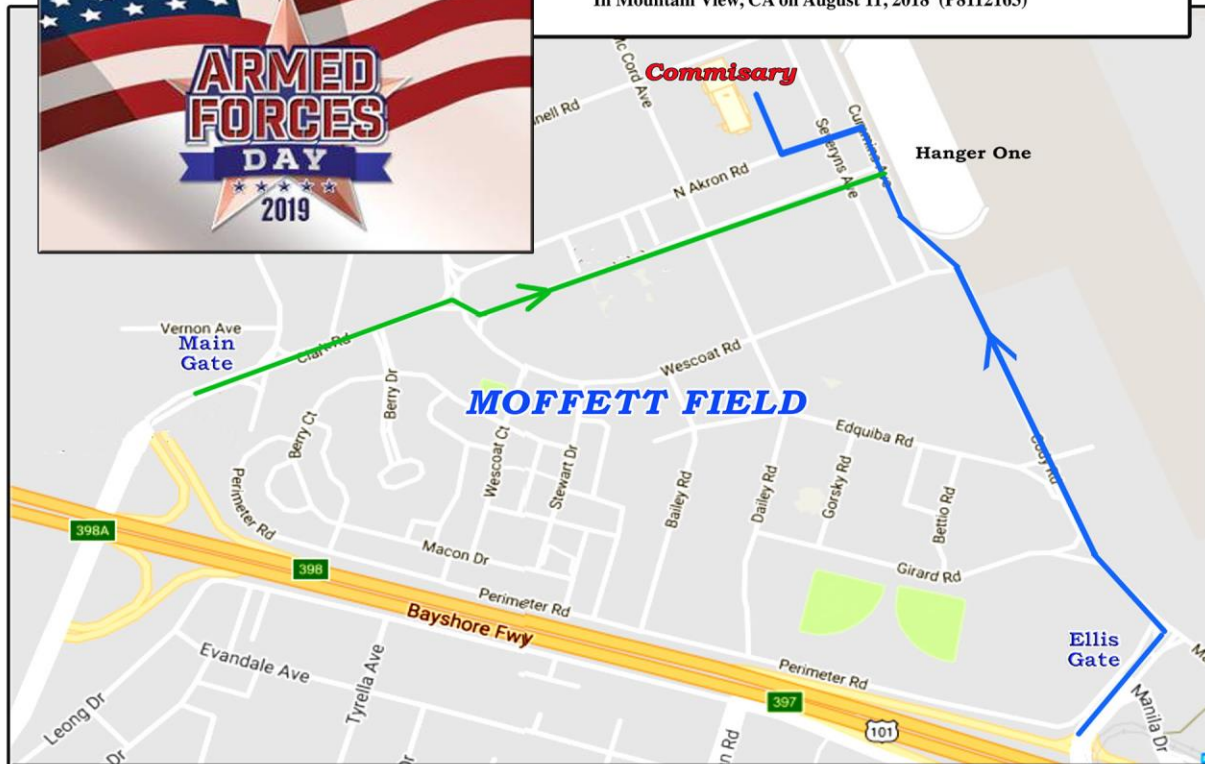 In Mountain View, CA on August 11, 2018 (P8112163)
ARMED
FORCES
DAY
2019
Commisary
Mc Cord Ave
nell Rd
Cummins Ave
Severyns Ave
Hanger One
N Akron Rd
Vernon Ave
Main
Gate
Clark Rd
Wescoat Rd
MOFFETT FIELD
Berry Dr
Berry Ct
Wescoat Ct
Stewart Dr
Edquiba Rd
Cody Rd
Bailey Rd
Dailey Rd
Gorsky Rd
Bettio Rd
Perimeter Rd
398A
398
Macon Dr
Girard Rd
Perimeter Rd
Bayshore Fwy
Ellis
Gate
Evandale Ave
Tyrella Ave
Perimeter Rd
397
101
Manila Dr
Leong Dr
Dr
Dr
n Rd
M